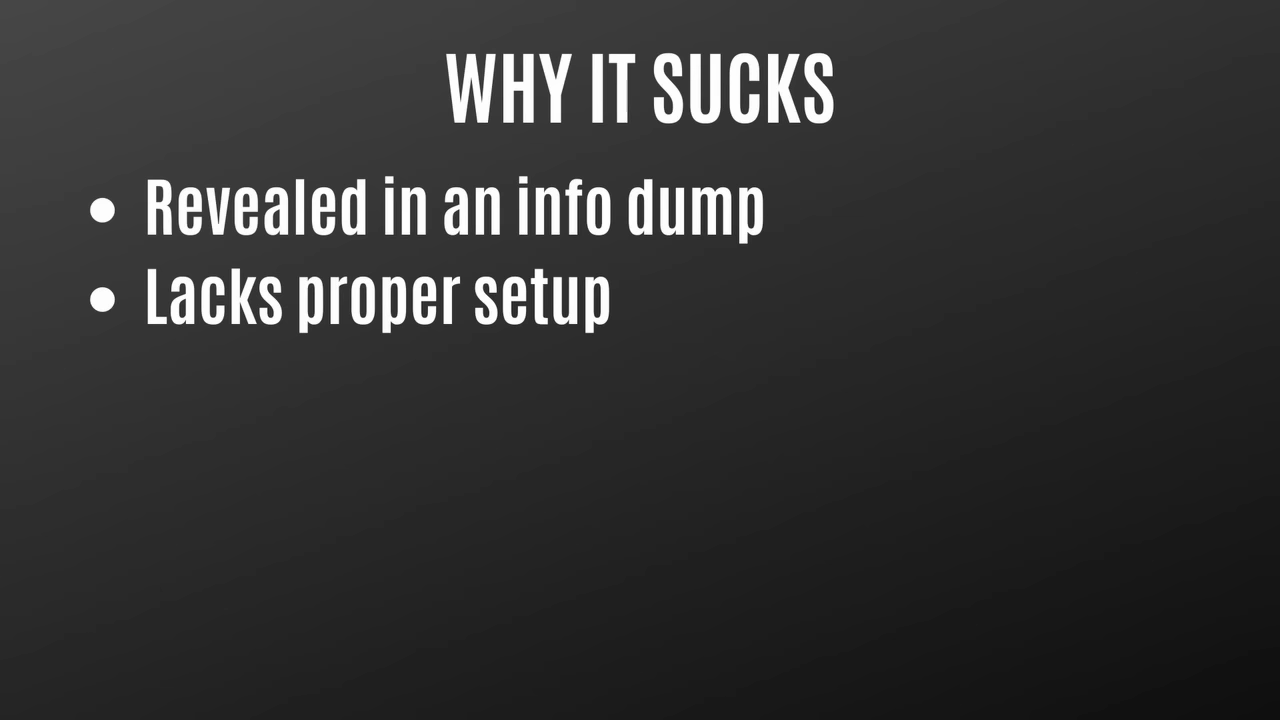 WHY IT SUCKS
• Revealed in an info dump
• Lacks proper setup